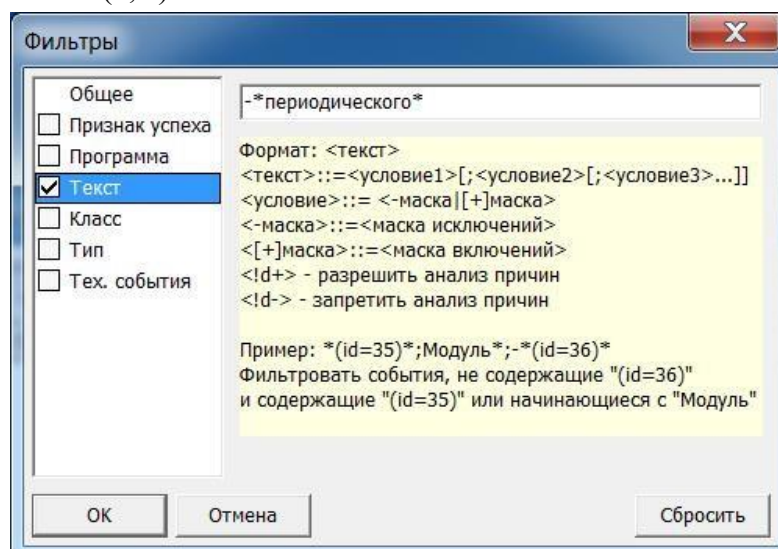 Фильтры
Общее
Признак успеха
Программа
Текст
Класс
Тип
Тех. события
-*периодического*
Формат: <текст>
<текст>::=<условие1>[;<условие2>[;<условие3>...]]
<условие>::= <-маска|[+]маска>
<-маска>::=<маска исключений>
<[+]маска>::=<маска включений>
<!d+> - разрешить анализ причин
<!d-> - запретить анализ причин
Пример: *(id=35)*;Модуль*;-*(id=36)*
Фильтровать события, не содержащие "(id=36)"
и содержащие "(id=35)" или начинающиеся с "Модуль"
ОК
Отмена
Сбросить